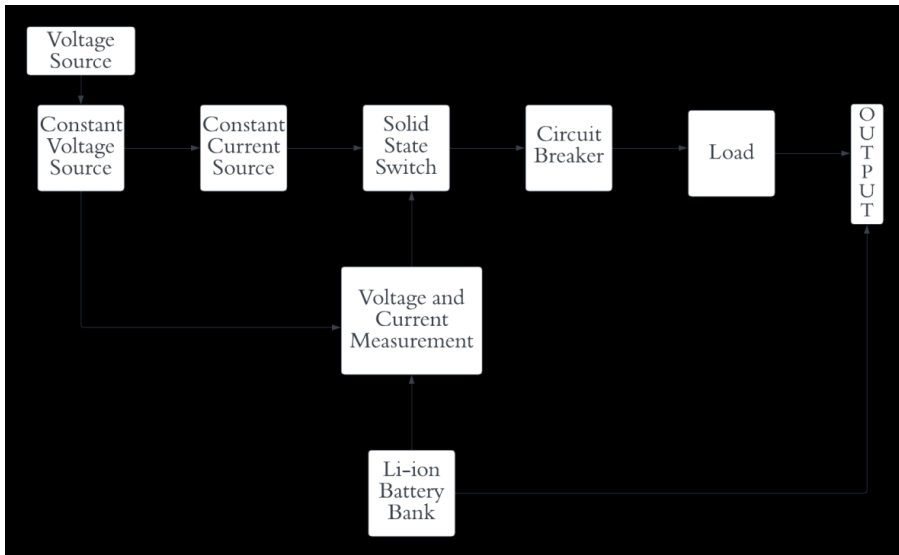 Voltage
Source
Constant
Voltage
Source
Constant
Current
Source
Solid
State
Switch
Circuit
Breaker
Load
O
U
T
P
U
T
Voltage and
Current
Measurement
Li-ion
Battery
Bank